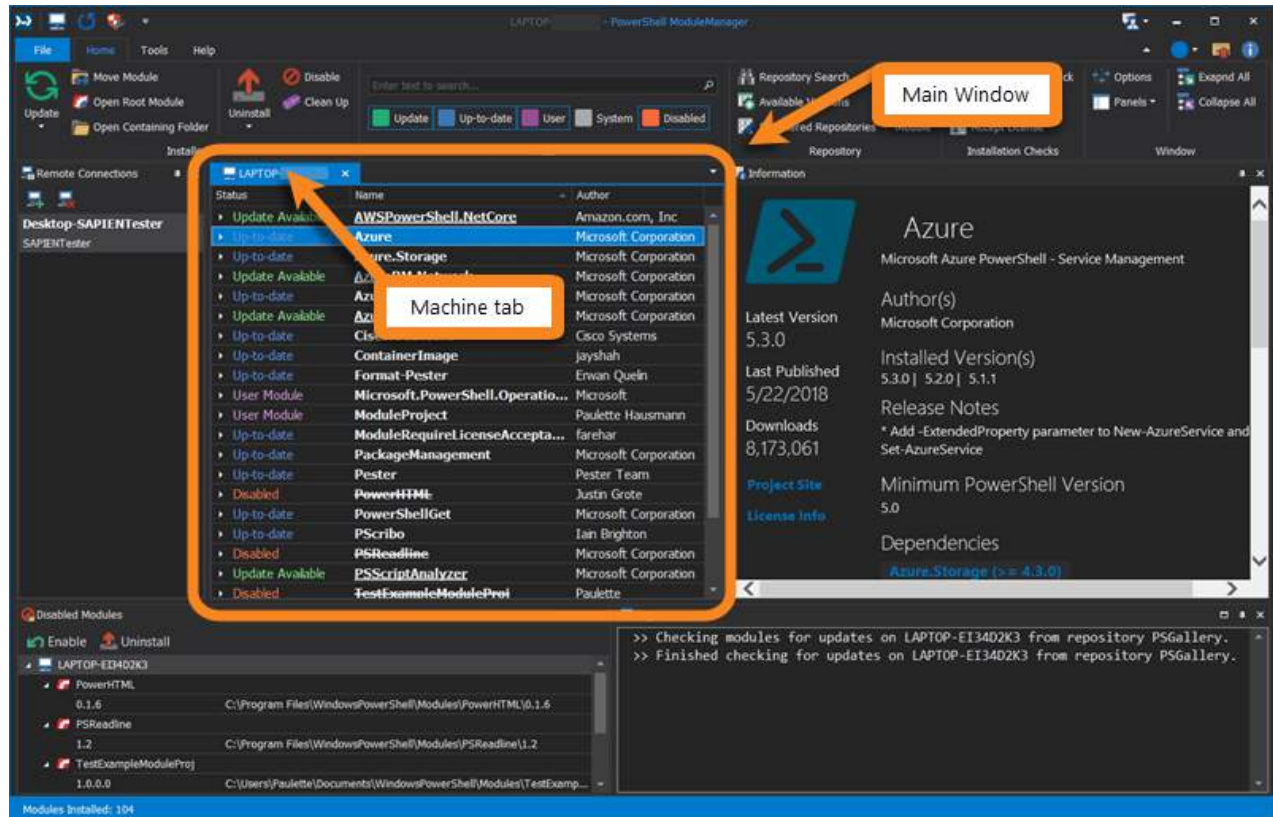 LAPTOP- - PowerShell ModuleManager
File Home Tools Help
Update
Move Module
Open Root Module
Open Containing Folder
Uninstall
Disable
Clean Up
Enter text to search...
Update Up-to-date User System Disabled
Repository Search
Available
Repositories
Repository
Accept License
Installation Checks
Options
Panels
Exapnd All
Collapse All
Window
Main Window
Remote Connections
Desktop-SAPIENTester
SAPIENTester
LAPTOP-
Status Name Author
Update Available AWSPowerShell.NetCore Amazon.com, Inc
Up-to-date Azure Microsoft Corporation
Up-to-date Azure.Storage Microsoft Corporation
Update Available Microsoft Corporation
Up-to-date Microsoft Corporation
Update Available Microsoft Corporation
Up-to-date Cisco Systems
Up-to-date ContainerImage jayshah
Up-to-date Format-Pester Erwan Quelin
User Module Microsoft.PowerShell.Operatio... Microsoft
User Module ModuleProject Paulette Hausmann
Up-to-date ModuleRequireLicenseAccepta... farehar
Up-to-date PackageManagement Microsoft Corporation
Up-to-date Pester Pester Team
Disabled PowerHTML Justin Grote
Up-to-date PowerShellGet Microsoft Corporation
Up-to-date PScribo Iain Brighton
Disabled PSReadline Microsoft Corporation
Update Available PSScriptAnalyzer Microsoft Corporation
Disabled TestExampleModuleProj Paulette
Machine tab
Information
Azure
Microsoft Azure PowerShell - Service Management
Author(s)
Microsoft Corporation
Installed Version(s)
5.3.0 | 5.2.0 | 5.1.1
Release Notes
* Add -ExtendedProperty parameter to New-AzureService and
Set-AzureService
Minimum PowerShell Version
5.0
Dependencies
Azure.Storage (>= 4.3.0)
Latest Version
5.3.0
Last Published
5/22/2018
Downloads
8,173,061
Project Site
License Info
Disabled Modules
Enable Uninstall
LAPTOP-EI34D2K3
PowerHTML
0.1.6 C:\Program Files\WindowsPowerShell\Modules\PowerHTML\0.1.6
PSReadline
1.2 C:\Program Files\WindowsPowerShell\Modules\PSReadline\1.2
TestExampleModuleProj
1.0.0.0 C:\Users\Paulette\Documents\WindowsPowerShell\Modules\TestExamp...
>> Checking modules for updates on LAPTOP-EI34D2K3 from repository PSGallery.
>> Finished checking for updates on LAPTOP-EI34D2K3 from repository PSGallery.
Modules Installed: 104